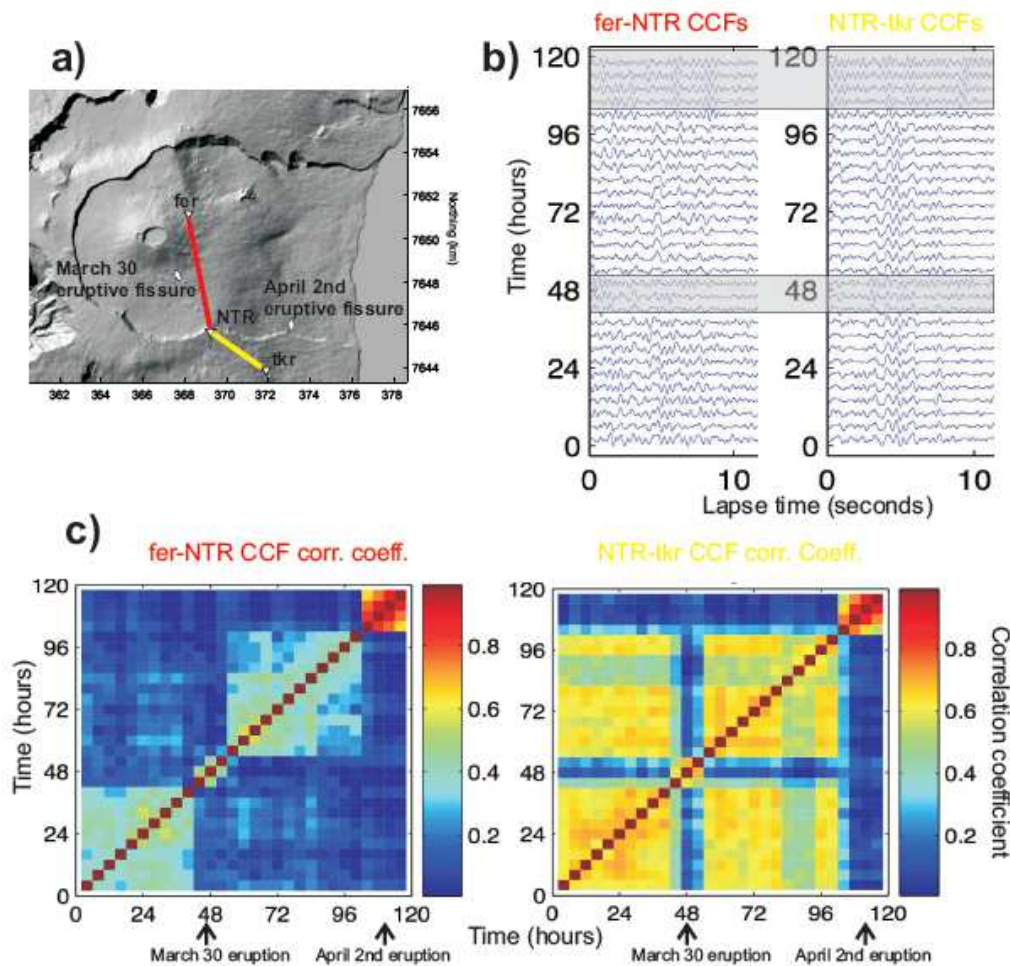 a)
7656
7654
7652
7650
7648
7646
7644
Northing (km)
fer
March 30
eruptive fissure
April 2nd
eruptive fissure
NTR
tkr
362 364 366 368 370 372 374 376 378
b)
fer-NTR CCFs
NTR-tkr CCFs
120
96
72
48
24
0
Time (hours)
120
96
72
48
24
0
0 10
0 10
Lapse time (seconds)
c)
fer-NTR CCF corr. coeff.
NTR-tkr CCF corr. Coeff.
120
96
72
48
24
0
Time (hours)
0 24 48 72 96 120
0.8
0.6
0.4
0.2
120
96
72
48
24
0
0 24 48 72 96 120
0.8
0.6
0.4
0.2
Correlation coefficient
Time (hours)
March 30 eruption
April 2nd eruption
March 30 eruption
April 2nd eruption